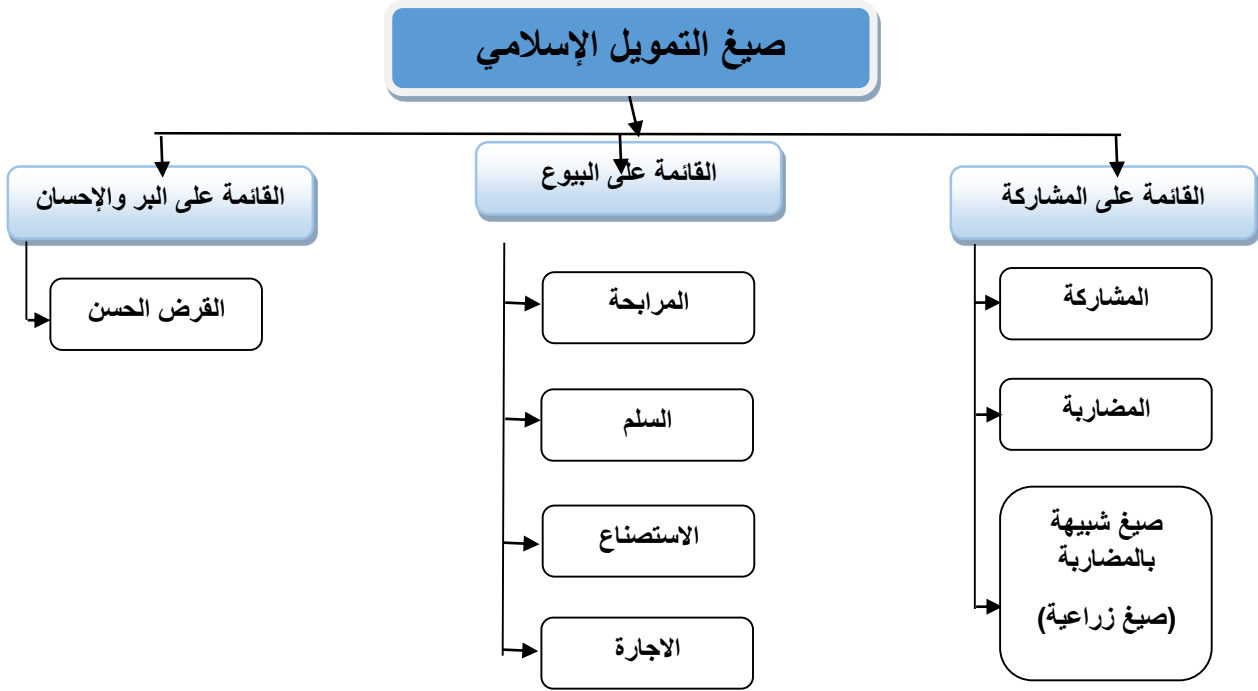 صيغ التمويل الإسلامي
القائمة على المشاركة
المشاركة
المضاربة
صيغ شبيهة
بالمضاربة
(صيغ زراعية)
القائمة على البيوع
المرابحة
السلم
الاستصناع
الاجارة
القائمة على البر والإحسان
القرض الحسن